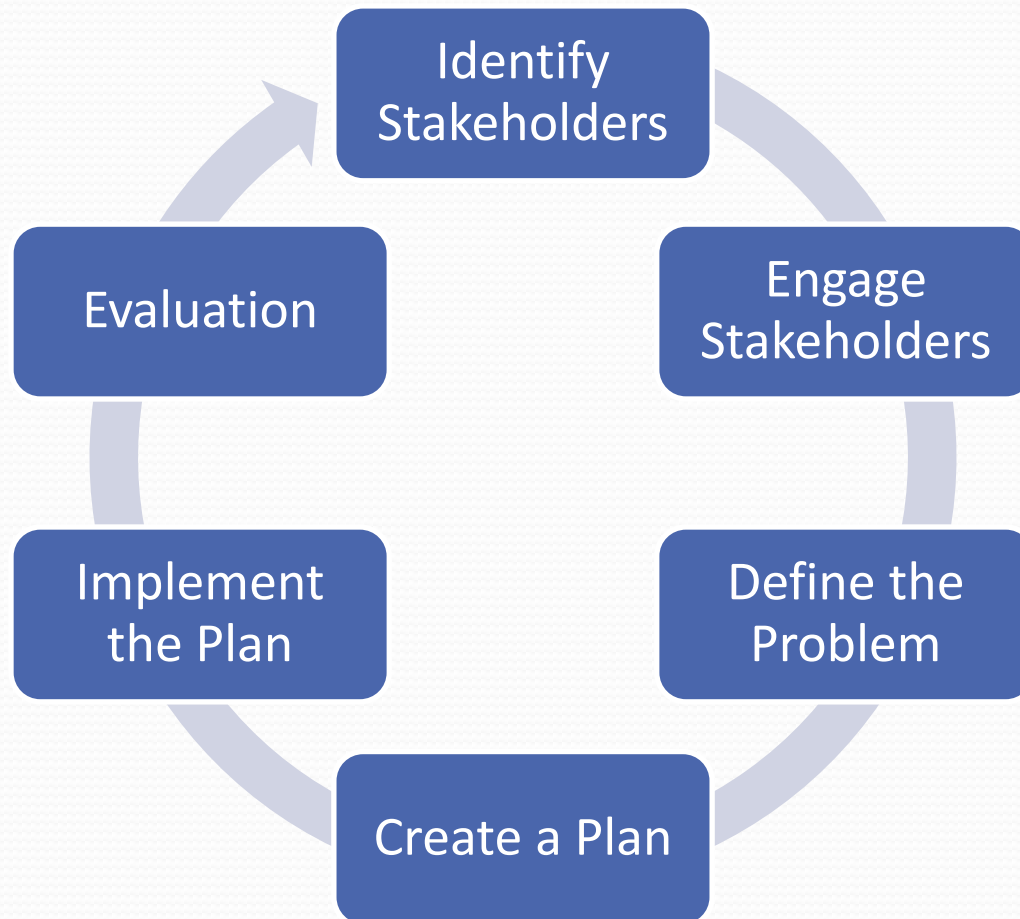 Identify
Stakeholders
Engage
Stakeholders
Define the
Problem
Create a Plan
Implement
the Plan
Evaluation